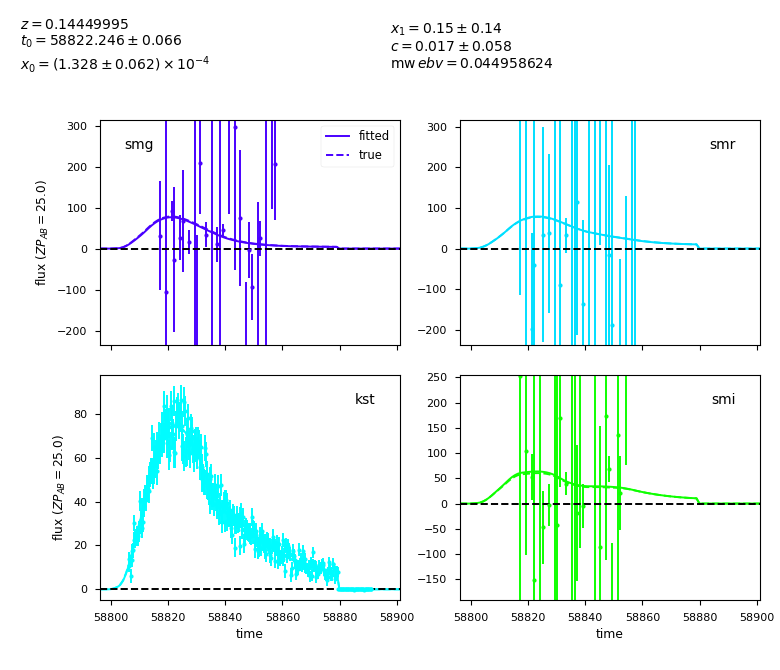 z = 0.14449995
t₀ = 58822.246 ± 0.066
x₀ = (1.328 ± 0.062) × 10⁻⁴
x₁ = 0.15 ± 0.14
c = 0.017 ± 0.058
mw ebv = 0.044958624
300
200
100
0
−100
−200
flux (ZP_AB = 25.0)
smg
fitted
true
300
200
100
0
−100
−200
smr
80
60
40
20
0
flux (ZP_AB = 25.0)
kst
58800 58820 58840 58860 58880 58900
time
250
200
150
100
50
0
−50
−100
−150
smi
58800 58820 58840 58860 58880 58900
time